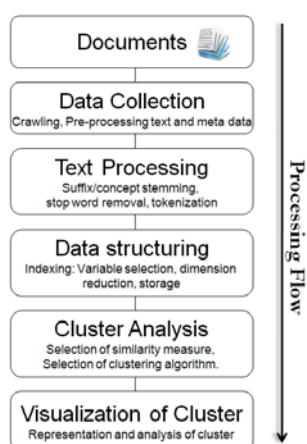 Documents
Data Collection
Crawling, Pre-processing text and meta data
Text Processing
Suffix/concept stemming,
stop word removal, tokenization
Data structuring
Indexing: Variable selection, dimension
reduction, storage
Cluster Analysis
Selection of similarity measure,
Selection of clustering algorithm.
Visualization of Cluster
Representation and analysis of cluster
Processing Flow